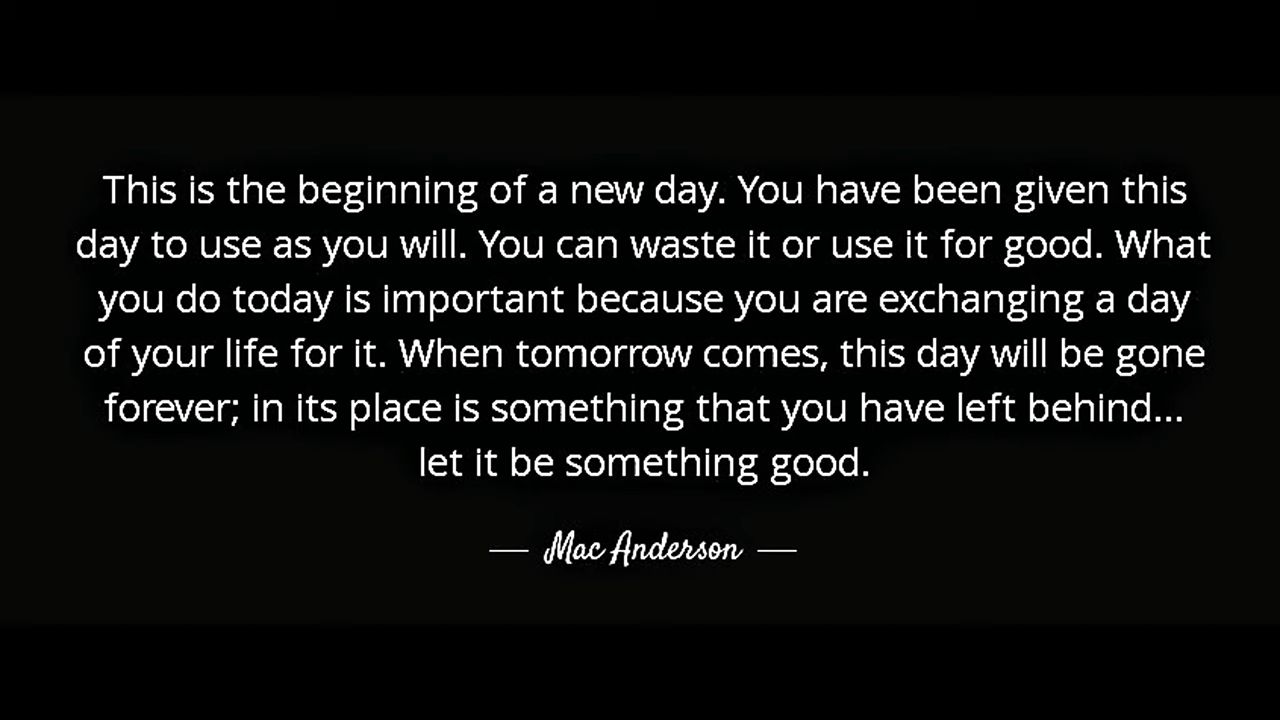 This is the beginning of a new day. You have been given this
day to use as you will. You can waste it or use it for good. What
you do today is important because you are exchanging a day
of your life for it. When tomorrow comes, this day will be gone
forever; in its place is something that you have left behind...
let it be something good.
— Mac Anderson —